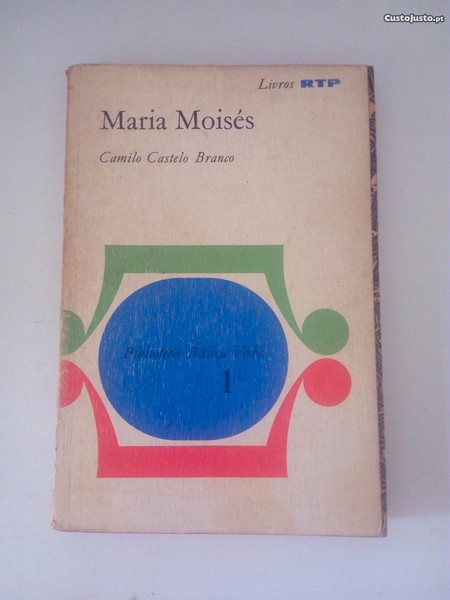 CustoJusto.pt
Livros RTP
Maria Moisés
Camilo Castelo Branco
Biblioteca Básica Verbo
1